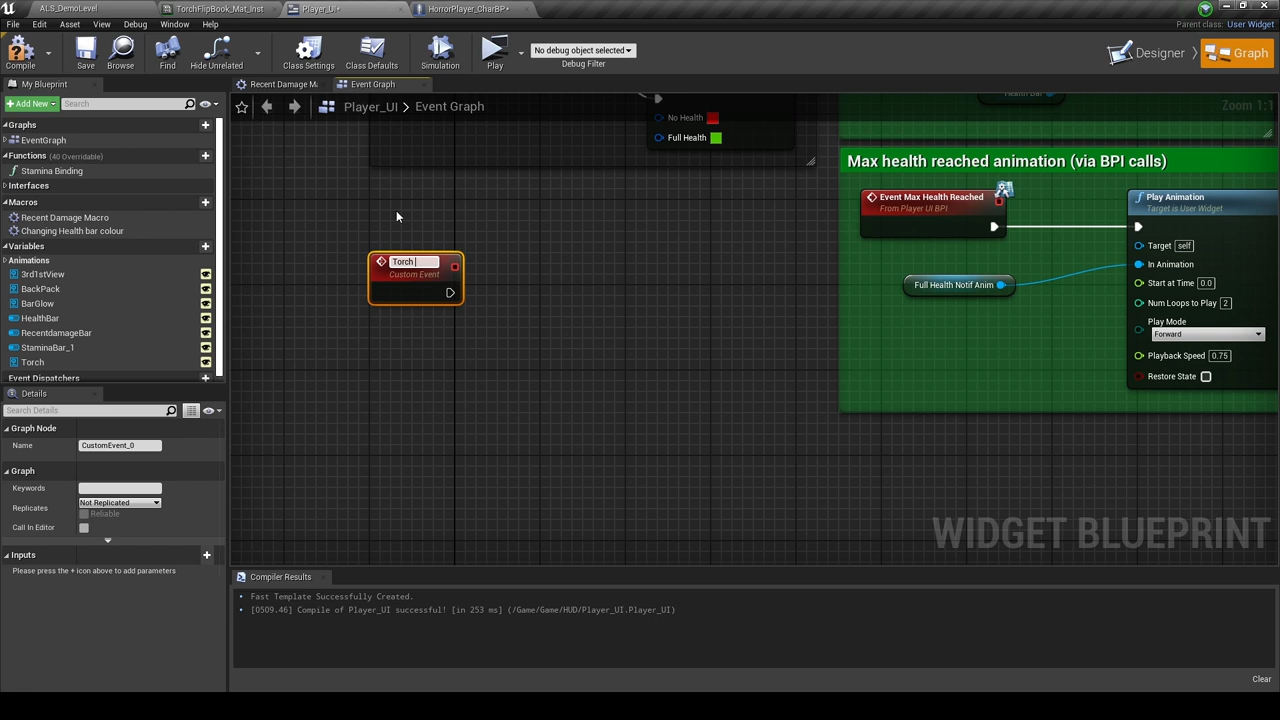 ALS_DemoLevel
TorchFlipBook_Mat_Inst
Player_UI*
HorrorPlayer_CharBP*
File Edit Asset View Debug Window Help
Parent class: User Widget
Compile
Save
Browse
Find
Hide Unrelated
Class Settings
Class Defaults
Simulation
Play
No debug object selected
Debug Filter
Designer
Graph
My Blueprint
Recent Damage Ma
Event Graph
Add New
Search
Player_UI > Event Graph
Zoom 1:1
Graphs
EventGraph
Functions (40 Overridable)
Stamina Binding
Interfaces
Macros
Recent Damage Macro
Changing Health bar colour
Variables
Animations
3rd1stView
BackPack
BarGlow
HealthBar
RecentdamageBar
StaminaBar_1
Torch
Event Dispatchers
Details
Search Details
Graph Node
Name CustomEvent_0
Graph
Keywords
Replicates Not Replicated
Reliable
Call In Editor
Inputs
Please press the + icon above to add parameters
No Health
Full Health
Torch
Custom Event
Health Bar
Max health reached animation (via BPI calls)
Event Max Health Reached
From Player UI BPI
Full Health Notif Anim
Play Animation
Target is User Widget
Target self
In Animation
Start at Time 0.0
Num Loops to Play 2
Play Mode
Forward
Playback Speed 0.75
Restore State
WIDGET BLUEPRINT
Compiler Results
Fast Template Successfully Created.
[0509.46] Compile of Player_UI successful! [in 253 ms] (/Game/Game/HUD/Player_UI.Player_UI)
Clear